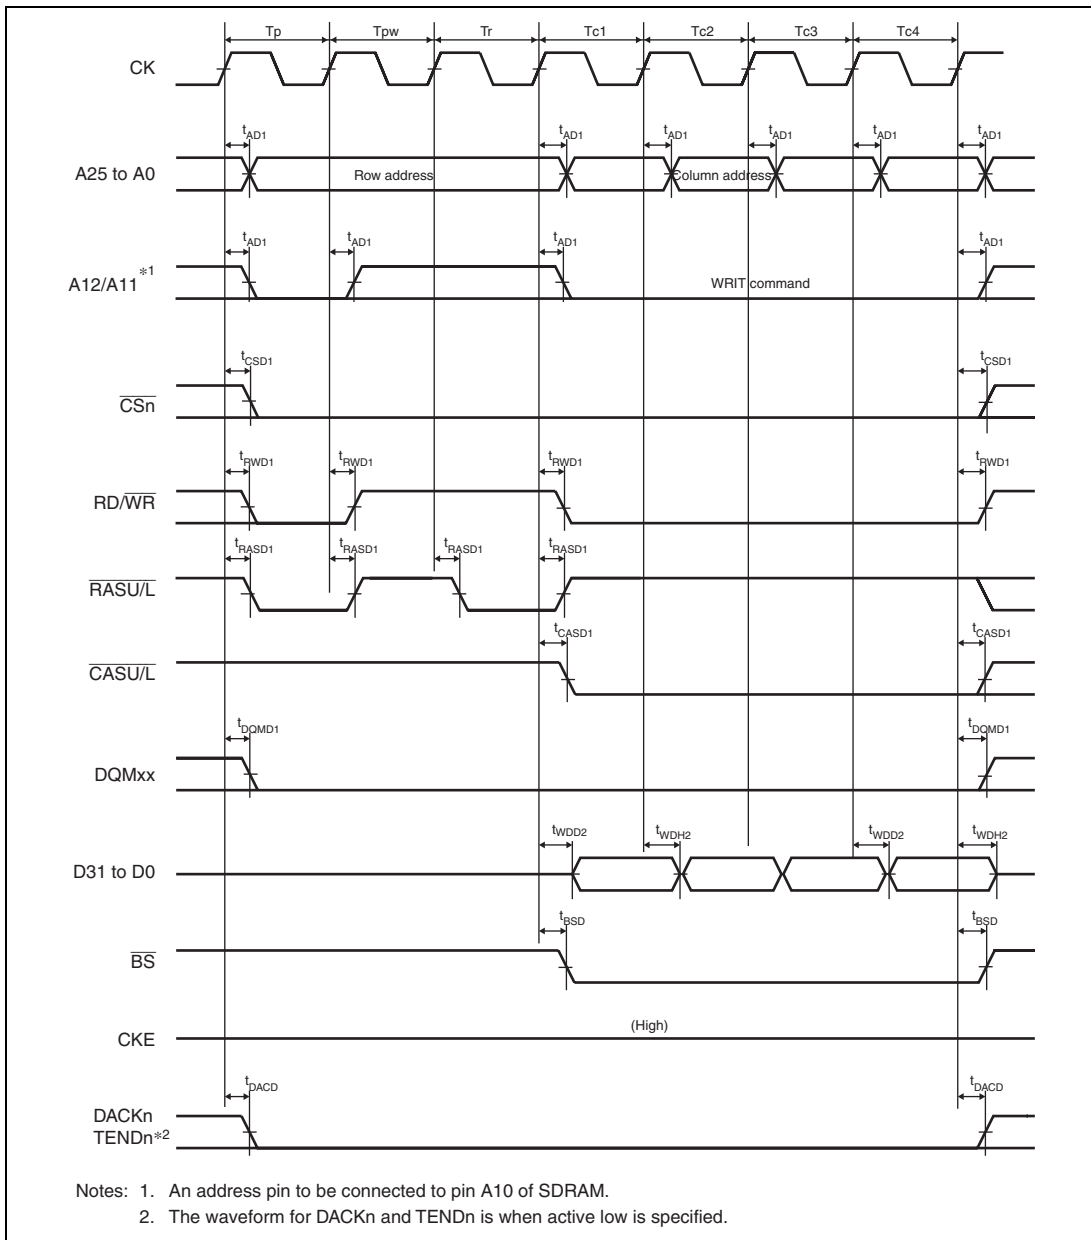 Tp Tpw Tr Tc1 Tc2 Tc3 Tc4
CK
tAD1 tAD1 tAD1 tAD1 tAD1 tAD1
A25 to A0 Row address Column address
tAD1 tAD1 tAD1 tAD1
A12/A11*1 WRIT command
tCSD1 tCSD1
CSn
tRWD1 tRWD1 tRWD1 tRWD1
RD/WR
tRASD1 tRASD1 tRASD1 tRASD1
RASU/L
tCASD1 tCASD1
CASU/L
tDQMD1 tDQMD1
DQMxx
tWDD2 tWDH2 tWDD2 tWDH2
D31 to D0
tBSD tBSD
BS
(High)
CKE
tDACD tDACD
DACKn
TENDn*2
Notes: 1. An address pin to be connected to pin A10 of SDRAM.
2. The waveform for DACKn and TENDn is when active low is specified.